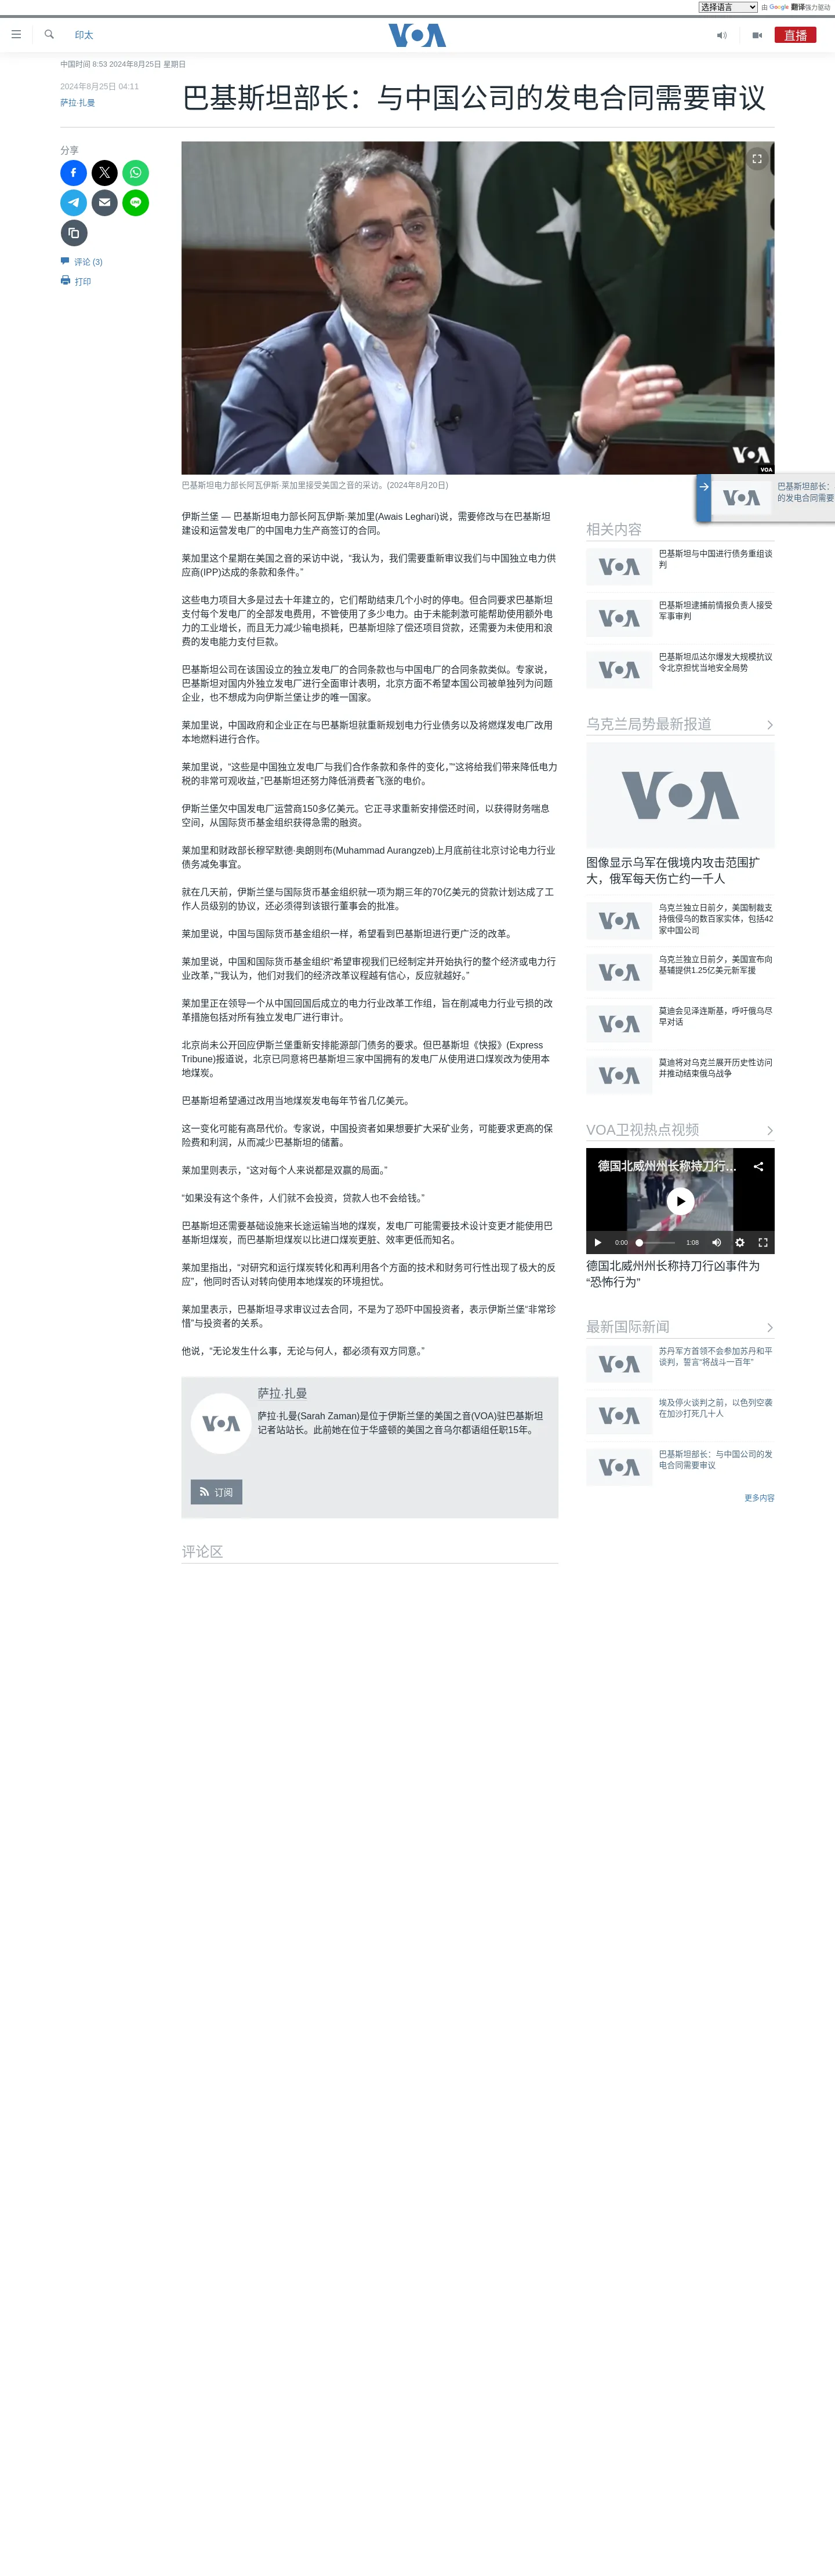 选择语言
由 Google 翻译强力驱动
印太
VOA
直播
中国时间 8:53 2024年8月25日 星期日
2024年8月25日 04:11
萨拉·扎曼
巴基斯坦部长：与中国公司的发电合同需要审议
分享
评论 (3)
打印
VOA
VOA
巴基斯坦电力部长阿瓦伊斯·莱加里接受美国之音的采访。(2024年8月20日)
VOA
巴基斯坦部长：
的发电合同需要
伊斯兰堡 — 巴基斯坦电力部长阿瓦伊斯·莱加里(Awais Leghari)说，需要修改与在巴基斯坦
建设和运营发电厂的中国电力生产商签订的合同。
莱加里这个星期在美国之音的采访中说，“我认为，我们需要重新审议我们与中国独立电力供
应商(IPP)达成的条款和条件。”
这些电力项目大多是过去十年建立的，它们帮助结束几个小时的停电。但合同要求巴基斯坦
支付每个发电厂的全部发电费用，不管使用了多少电力。由于未能刺激可能帮助使用额外电
力的工业增长，而且无力减少输电损耗，巴基斯坦除了偿还项目贷款，还需要为未使用和浪
费的发电能力支付巨款。
巴基斯坦公司在该国设立的独立发电厂的合同条款也与中国电厂的合同条款类似。专家说，
巴基斯坦对国内外独立发电厂进行全面审计表明，北京方面不希望本国公司被单独列为问题
企业，也不想成为向伊斯兰堡让步的唯一国家。
莱加里说，中国政府和企业正在与巴基斯坦就重新规划电力行业债务以及将燃煤发电厂改用
本地燃料进行合作。
莱加里说，“这些是中国独立发电厂与我们合作条款和条件的变化，”“这将给我们带来降低电力
税的非常可观收益，”巴基斯坦还努力降低消费者飞涨的电价。
伊斯兰堡欠中国发电厂运营商150多亿美元。它正寻求重新安排偿还时间，以获得财务喘息
空间，从国际货币基金组织获得急需的融资。
莱加里和财政部长穆罕默德·奥朗则布(Muhammad Aurangzeb)上月底前往北京讨论电力行业
债务减免事宜。
就在几天前，伊斯兰堡与国际货币基金组织就一项为期三年的70亿美元的贷款计划达成了工
作人员级别的协议，还必须得到该银行董事会的批准。
莱加里说，中国与国际货币基金组织一样，希望看到巴基斯坦进行更广泛的改革。
莱加里说，中国和国际货币基金组织“希望审视我们已经制定并开始执行的整个经济或电力行
业改革，”“我认为，他们对我们的经济改革议程越有信心，反应就越好。”
莱加里正在领导一个从中国回国后成立的电力行业改革工作组，旨在削减电力行业亏损的改
革措施包括对所有独立发电厂进行审计。
北京尚未公开回应伊斯兰堡重新安排能源部门债务的要求。但巴基斯坦《快报》(Express
Tribune)报道说，北京已同意将巴基斯坦三家中国拥有的发电厂从使用进口煤炭改为使用本
地煤炭。
巴基斯坦希望通过改用当地煤炭发电每年节省几亿美元。
这一变化可能有高昂代价。专家说，中国投资者如果想要扩大采矿业务，可能要求更高的保
险费和利润，从而减少巴基斯坦的储蓄。
莱加里则表示，“这对每个人来说都是双赢的局面。”
“如果没有这个条件，人们就不会投资，贷款人也不会给钱。”
巴基斯坦还需要基础设施来长途运输当地的煤炭，发电厂可能需要技术设计变更才能使用巴
基斯坦煤炭，而巴基斯坦煤炭以比进口煤炭更脏、效率更低而知名。
莱加里指出，“对研究和运行煤炭转化和再利用各个方面的技术和财务可行性出现了极大的反
应”，他同时否认对转向使用本地煤炭的环境担忧。
莱加里表示，巴基斯坦寻求审议过去合同，不是为了恐吓中国投资者，表示伊斯兰堡“非常珍
惜”与投资者的关系。
他说，“无论发生什么事，无论与何人，都必须有双方同意。”
VOA
萨拉·扎曼
萨拉·扎曼(Sarah Zaman)是位于伊斯兰堡的美国之音(VOA)驻巴基斯坦
记者站站长。此前她在位于华盛顿的美国之音乌尔都语组任职15年。
订阅
评论区
相关内容
VOA
巴基斯坦与中国进行债务重组谈
判
VOA
巴基斯坦逮捕前情报负责人接受
军事审判
VOA
巴基斯坦瓜达尔爆发大规模抗议
令北京担忧当地安全局势
乌克兰局势最新报道
VOA
图像显示乌军在俄境内攻击范围扩
大，俄军每天伤亡约一千人
VOA
乌克兰独立日前夕，美国制裁支
持俄侵乌的数百家实体，包括42
家中国公司
VOA
乌克兰独立日前夕，美国宣布向
基辅提供1.25亿美元新军援
VOA
莫迪会见泽连斯基，呼吁俄乌尽
早对话
VOA
莫迪将对乌克兰展开历史性访问
并推动结束俄乌战争
VOA卫视热点视频
德国北威州州长称持刀行...
0:00
1:08
德国北威州州长称持刀行凶事件为
“恐怖行为”
最新国际新闻
VOA
苏丹军方首领不会参加苏丹和平
谈判，誓言“将战斗一百年”
VOA
埃及停火谈判之前，以色列空袭
在加沙打死几十人
VOA
巴基斯坦部长：与中国公司的发
电合同需要审议
更多内容